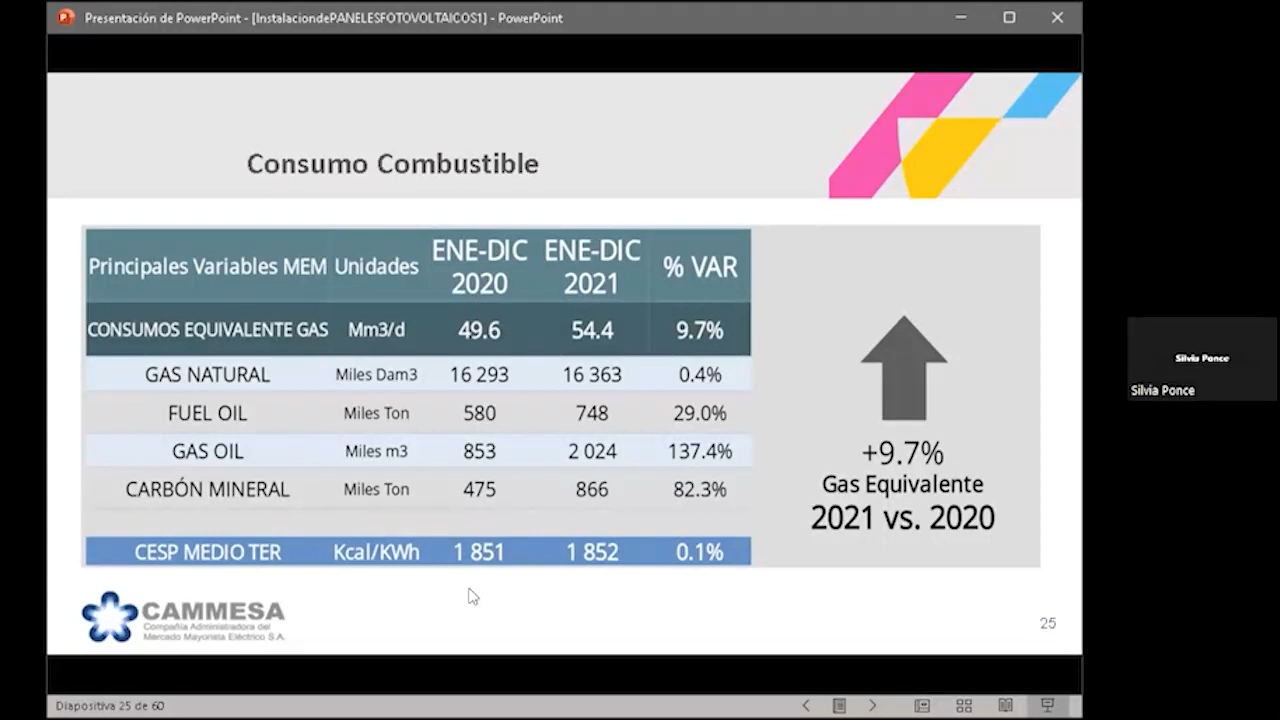 Presentación de PowerPoint - [InstalaciondePANELESFOTOVOLTAICOS1] - PowerPoint
Consumo Combustible
Principales Variables MEM Unidades ENE-DIC 2020 ENE-DIC 2021 % VAR
CONSUMOS EQUIVALENTE GAS Mm3/d 49.6 54.4 9.7%
GAS NATURAL Miles Dam3 16 293 16 363 0.4%
FUEL OIL Miles Ton 580 748 29.0%
GAS OIL Miles m3 853 2 024 137.4%
CARBÓN MINERAL Miles Ton 475 866 82.3%
CESP MEDIO TER Kcal/KWh 1 851 1 852 0.1%
+9.7%
Gas Equivalente
2021 vs. 2020
CAMMESA
Compañía Administradora del
Mercado Mayorista Eléctrico S.A.
25
Silvia Ponce
Silvia Ponce
Diapositiva 25 de 60